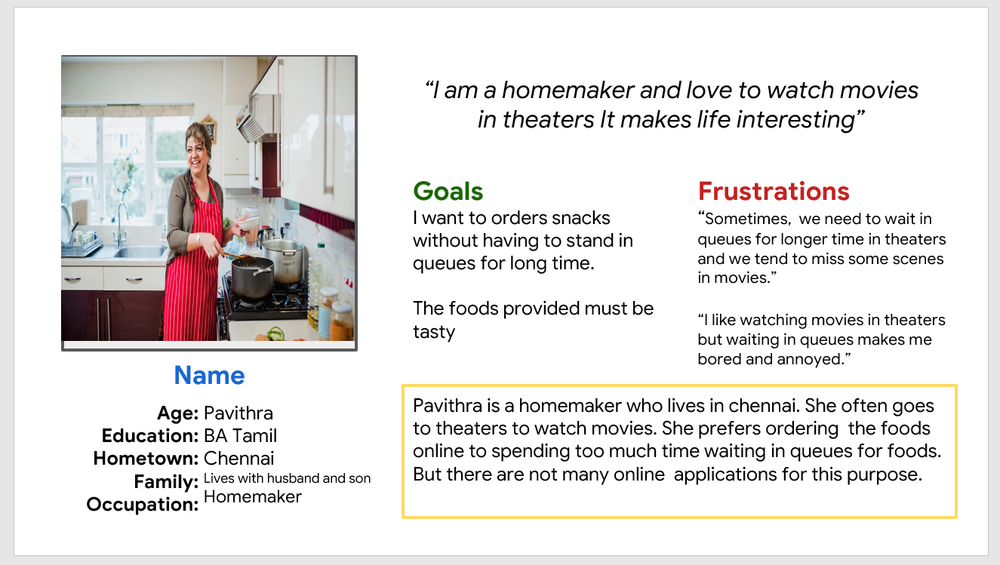 “I am a homemaker and love to watch movies
in theaters It makes life interesting”
Goals
I want to orders snacks
without having to stand in
queues for long time.
The foods provided must be
tasty
Frustrations
“Sometimes,  we need to wait in
queues for longer time in theaters
and we tend to miss some scenes
in movies.”
“I like watching movies in theaters
but waiting in queues makes me
bored and annoyed.”
Name
Age: Pavithra
Education: BA Tamil
Hometown: Chennai
Family: Lives with husband and son
Occupation: Homemaker
Pavithra is a homemaker who lives in chennai. She often goes
to theaters to watch movies. She prefers ordering  the foods
online to spending too much time waiting in queues for foods.
But there are not many online  applications for this purpose.